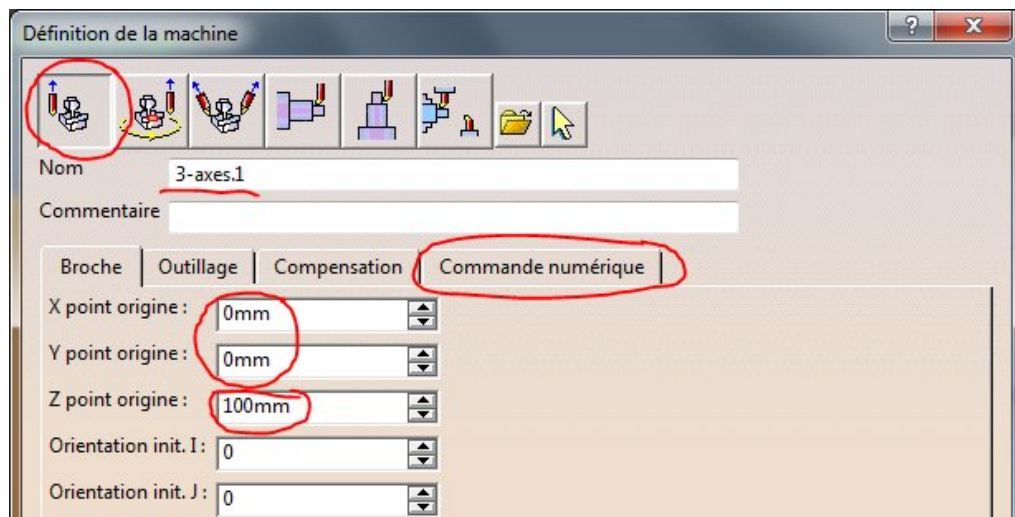 Définition de la machine
? X
Nom 3-axes.1
Commentaire
Broche Outillage Compensation Commande numérique
X point origine : 0mm
Y point origine : 0mm
Z point origine : 100mm
Orientation init. I : 0
Orientation init. J : 0